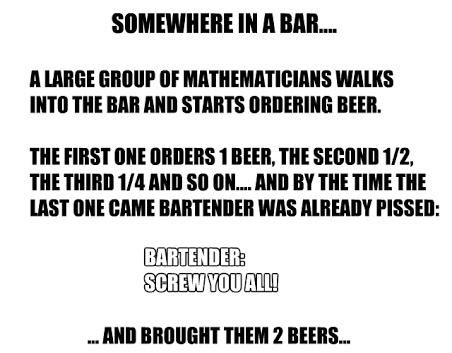 SOMEWHERE IN A BAR....
A LARGE GROUP OF MATHEMATICIANS WALKS
INTO THE BAR AND STARTS ORDERING BEER.
THE FIRST ONE ORDERS 1 BEER, THE SECOND 1/2,
THE THIRD 1/4 AND SO ON.... AND BY THE TIME THE
LAST ONE CAME BARTENDER WAS ALREADY PISSED:
BARTENDER:
SCREW YOU ALL!
... AND BROUGHT THEM 2 BEERS...